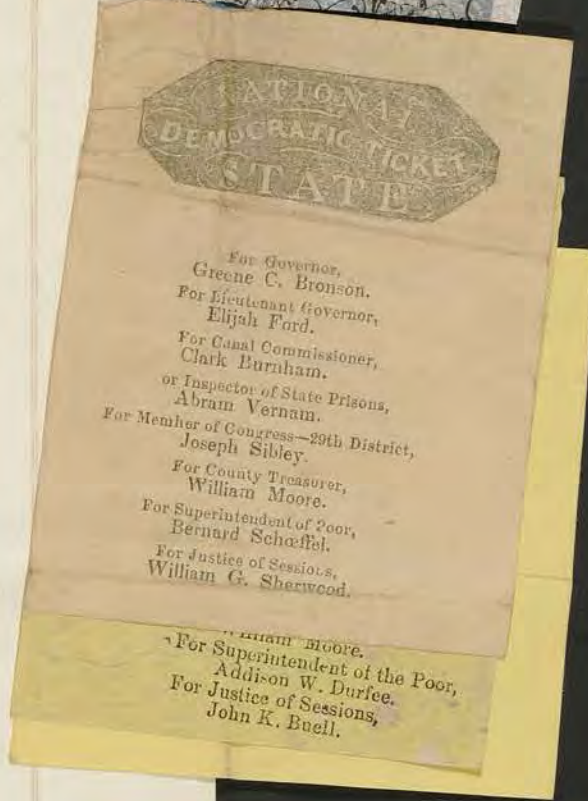 NATIONAL
DEMOCRATIC TICKET
STATE
For Governor,
Greene C. Bronson.
For Lieutenant Governor,
Elijah Ford.
For Canal Commissioner,
Clark Burnham.
or Inspector of State Prisons,
Abram Vernam.
For Member of Congress—29th District,
Joseph Sibley.
For County Treasurer,
William Moore.
For Superintendent of Poor,
Bernard Schœffel.
For Justice of Sessions,
William G. Sherwood.
William Moore.
For Superintendent of the Poor,
Addison W. Durfee.
For Justice of Sessions,
John K. Buell.